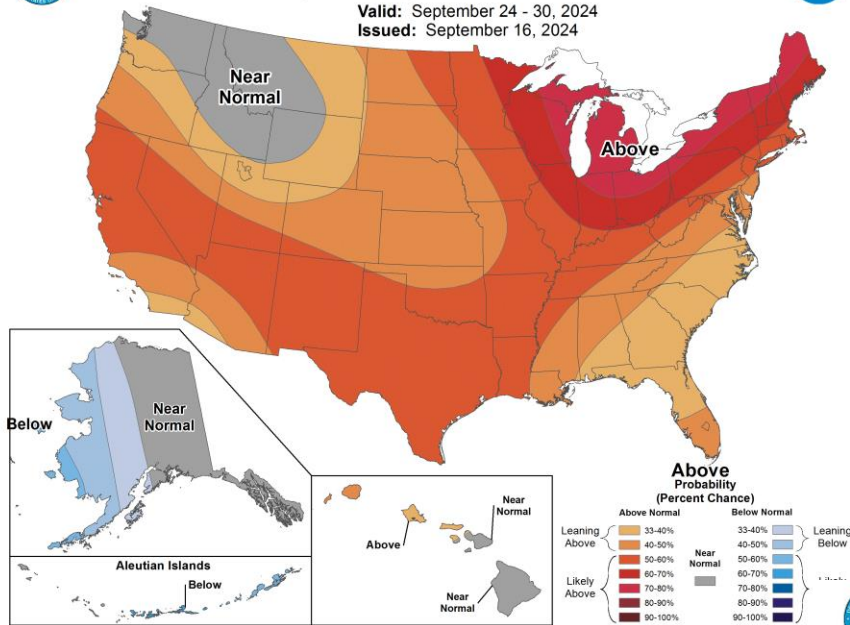 Valid: September 24 - 30, 2024
Issued: September 16, 2024
Near
Normal
Above
Below
Near
Normal
Aleutian Islands
Below
Above
Near
Normal
Near
Normal
Above
Probability
(Percent Chance)
Above Normal
Below Normal
Leaning
Above
33-40%
40-50%
Likely
Above
50-60%
60-70%
70-80%
80-90%
90-100%
Near
Normal
33-40%
40-50%
Leaning
Below
50-60%
60-70%
70-80%
80-90%
90-100%